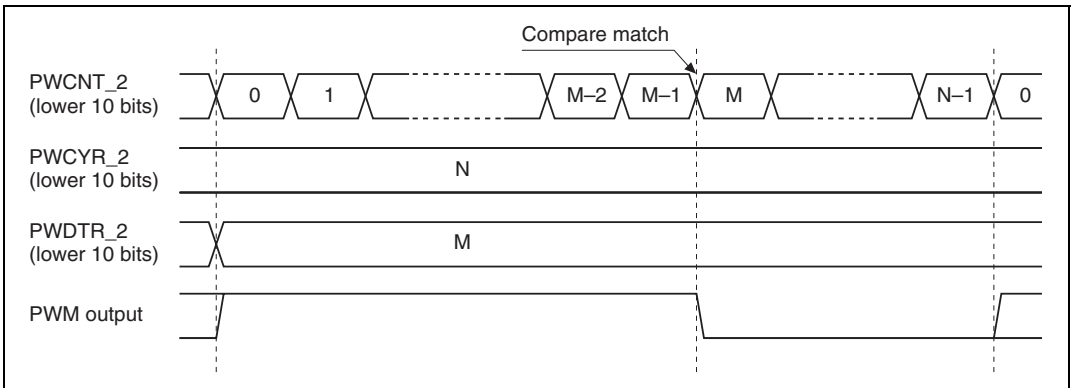 Compare match
PWCNT_2
(lower 10 bits)
0 1 M–2 M–1 M N–1 0
PWCYR_2
(lower 10 bits)
N
PWDTR_2
(lower 10 bits)
M
PWM output